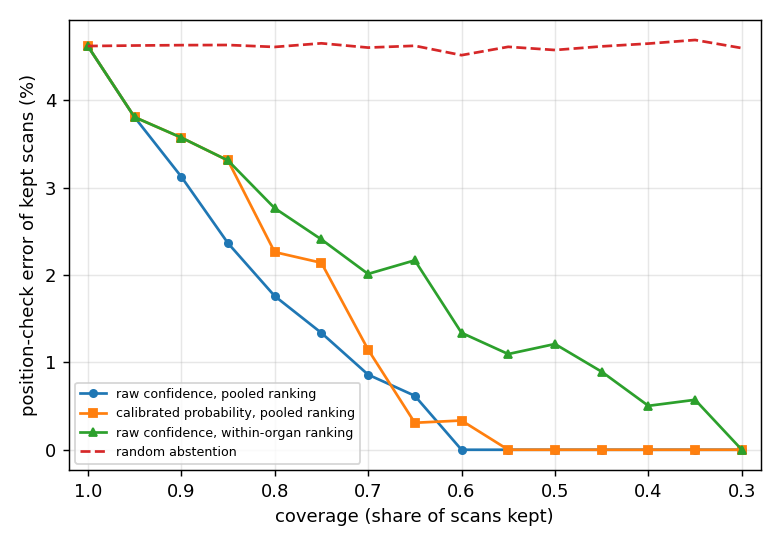 position-check error of kept scans (%)
4
3
2
1
0
raw confidence, pooled ranking
calibrated probability, pooled ranking
raw confidence, within-organ ranking
random abstention
1.0 0.9 0.8 0.7 0.6 0.5 0.4 0.3
coverage (share of scans kept)